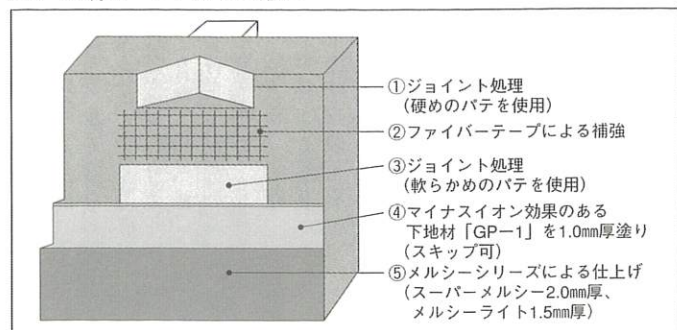 ①ジョイント処理
(硬めのパテを使用)
②ファイバーテープによる補強
③ジョイント処理
(軟らかめのパテを使用)
④マイナスイオン効果のある
下地材「GP−1」を1.0㎜厚塗り
(スキップ可)
⑤メルシーシリーズによる仕上げ
(スーパーメルシー2.0㎜厚、
メルシーライト1.5㎜厚)